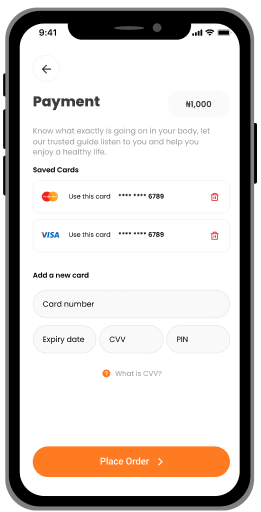 9:41
Payment
₦1,000
Know what exactly is going on in your body, let
our trusted guide listen to you and help you
enjoy a healthy life.
Saved Cards
Use this card **** **** 6789
VISA Use this card **** **** 6789
Add a new card
Card number
Expiry date CVV PIN
? What is CVV?
Place Order